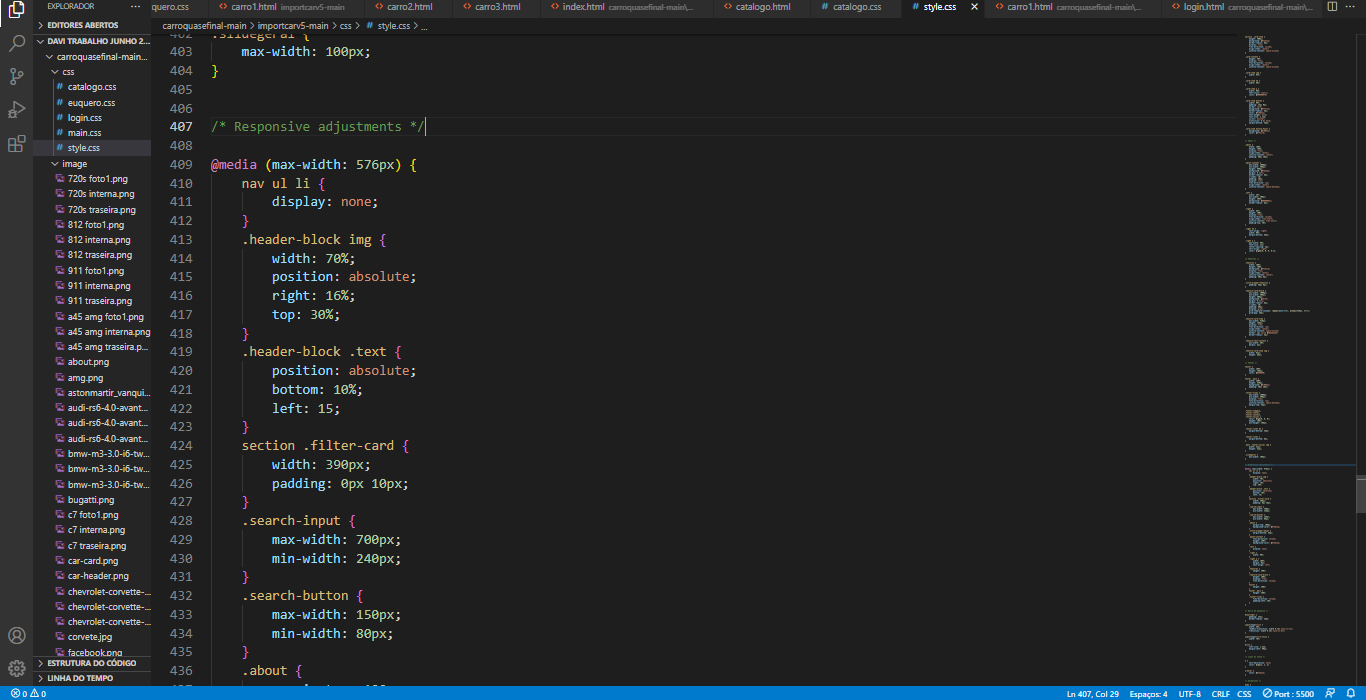 EXPLORADOR ...
quero.css
carro1.html importcarv5-main
carro2.html
carro3.html
index.html carroquasefinal-main\...
catalogo.html
catalogo.css
style.css
carro1.html carroquasefinal-main\...
login.html carroquasefinal-main\...
carroquasefinal-main > importcarv5-main > css > # style.css > ...
EDITORES ABERTOS
DAVI TRABALHO JUNHO 2...
carroquasefinal-main...
css
# catalogo.css
# euquero.css
# login.css
# main.css
# style.css
image
720s foto1.png
720s interna.png
720s traseira.png
812 foto1.png
812 interna.png
812 traseira.png
911 foto1.png
911 interna.png
911 traseira.png
a45 amg foto1.png
a45 amg interna.png
a45 amg traseira.p...
about.png
amg.png
astonmartir_vanqui...
audi-rs6-4.0-avant...
audi-rs6-4.0-avant...
audi-rs6-4.0-avant...
bmw-m3-3.0-i6-tw...
bmw-m3-3.0-i6-tw...
bmw-m3-3.0-i6-tw...
bugatti.png
c7 foto1.png
c7 interna.png
c7 traseira.png
car-card.png
car-header.png
chevrolet-corvette-...
chevrolet-corvette-...
chevrolet-corvette-...
corvete.jpg
facebook.png
ESTRUTURA DO CÓDIGO
LINHA DO TEMPO
402 .slidegeral {
403 max-width: 100px;
404 }
405
406
407 /* Responsive adjustments */
408
409 @media (max-width: 576px) {
410 nav ul li {
411 display: none;
412 }
413 .header-block img {
414 width: 70%;
415 position: absolute;
416 right: 16%;
417 top: 30%;
418 }
419 .header-block .text {
420 position: absolute;
421 bottom: 10%;
422 left: 15;
423 }
424 section .filter-card {
425 width: 390px;
426 padding: 0px 10px;
427 }
428 .search-input {
429 max-width: 700px;
430 min-width: 240px;
431 }
432 .search-button {
433 max-width: 150px;
434 min-width: 80px;
435 }
436 .about {
0 0 Ln 407, Col 29 Espaços: 4 UTF-8 CRLF CSS Port : 5500